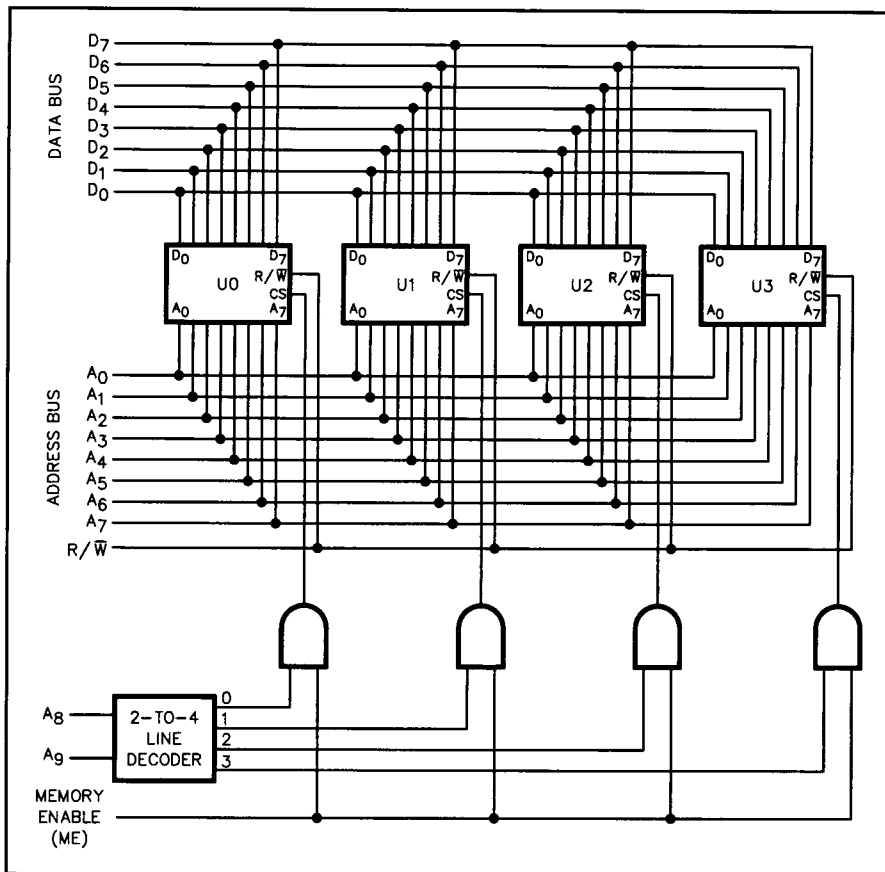 DATA BUS
D7
D6
D5
D4
D3
D2
D1
D0
D0 D7
R/W̅
U0
CS
A0 A7
D0 D7
R/W̅
U1
CS
A0 A7
D0 D7
R/W̅
U2
CS
A0 A7
D0 D7
R/W̅
U3
CS
A0 A7
ADDRESS BUS
A0
A1
A2
A3
A4
A5
A6
A7
R/W̅
A8
A9
2-TO-4
LINE
DECODER
0
1
2
3
MEMORY
ENABLE
(ME)